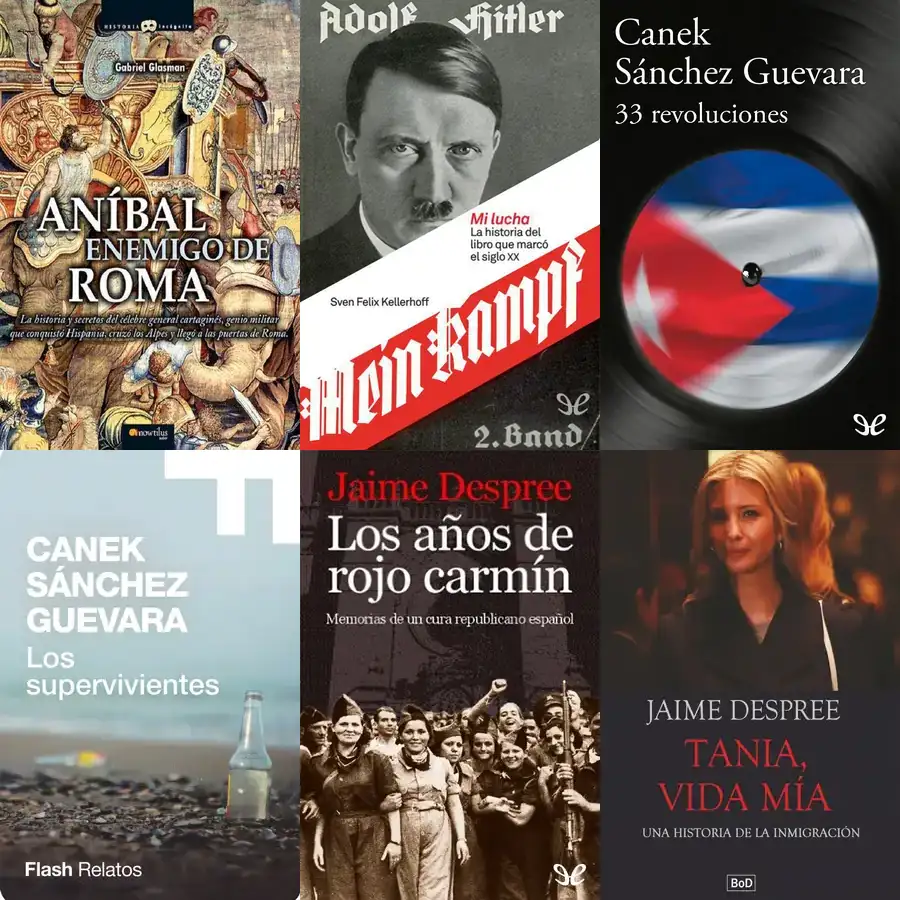 HISTORIA Incógnita
Gabriel Glasman
ANÍBAL
ENEMIGO DE
ROMA
La historia y secretos del célebre general cartaginés, genio militar
que conquistó Hispania, cruzó los Alpes y llegó a las puertas de Roma.
nowtilus
Adolf Hitler
Mi lucha
La historia del
libro que marcó
el siglo XX
Sven Felix Kellerhoff
Mein Kampf
2. Band
Canek
Sánchez Guevara
33 revoluciones
CANEK
SÁNCHEZ
GUEVARA
Los
supervivientes
Flash Relatos
Jaime Despree
Los años de
rojo carmín
Memorias de un cura republicano español
JAIME DESPREE
TANIA,
VIDA MÍA
UNA HISTORIA DE LA INMIGRACIÓN
BoD